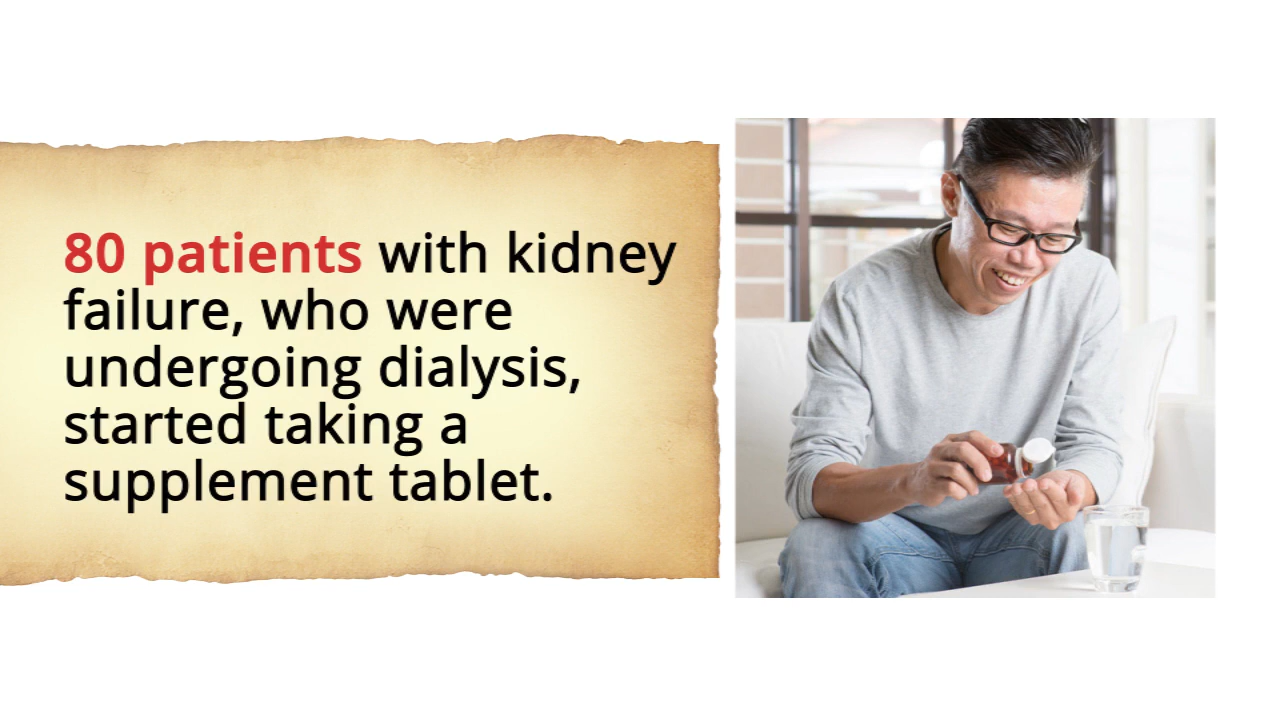 80 patients with kidney
failure, who were
undergoing dialysis,
started taking a
supplement tablet.